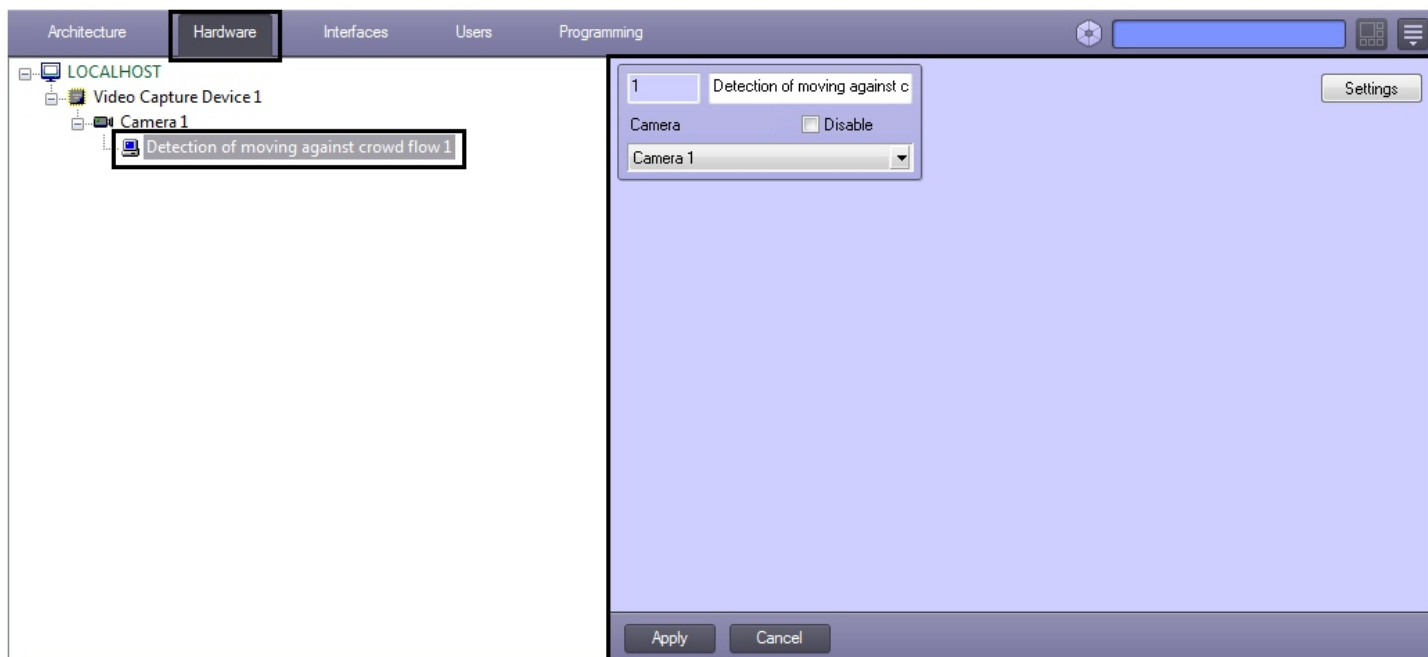 Architecture Hardware Interfaces Users Programming
LOCALHOST
Video Capture Device 1
Camera 1
Detection of moving against crowd flow 1
1 Detection of moving against c
Settings
Camera Disable
Camera 1
Apply Cancel